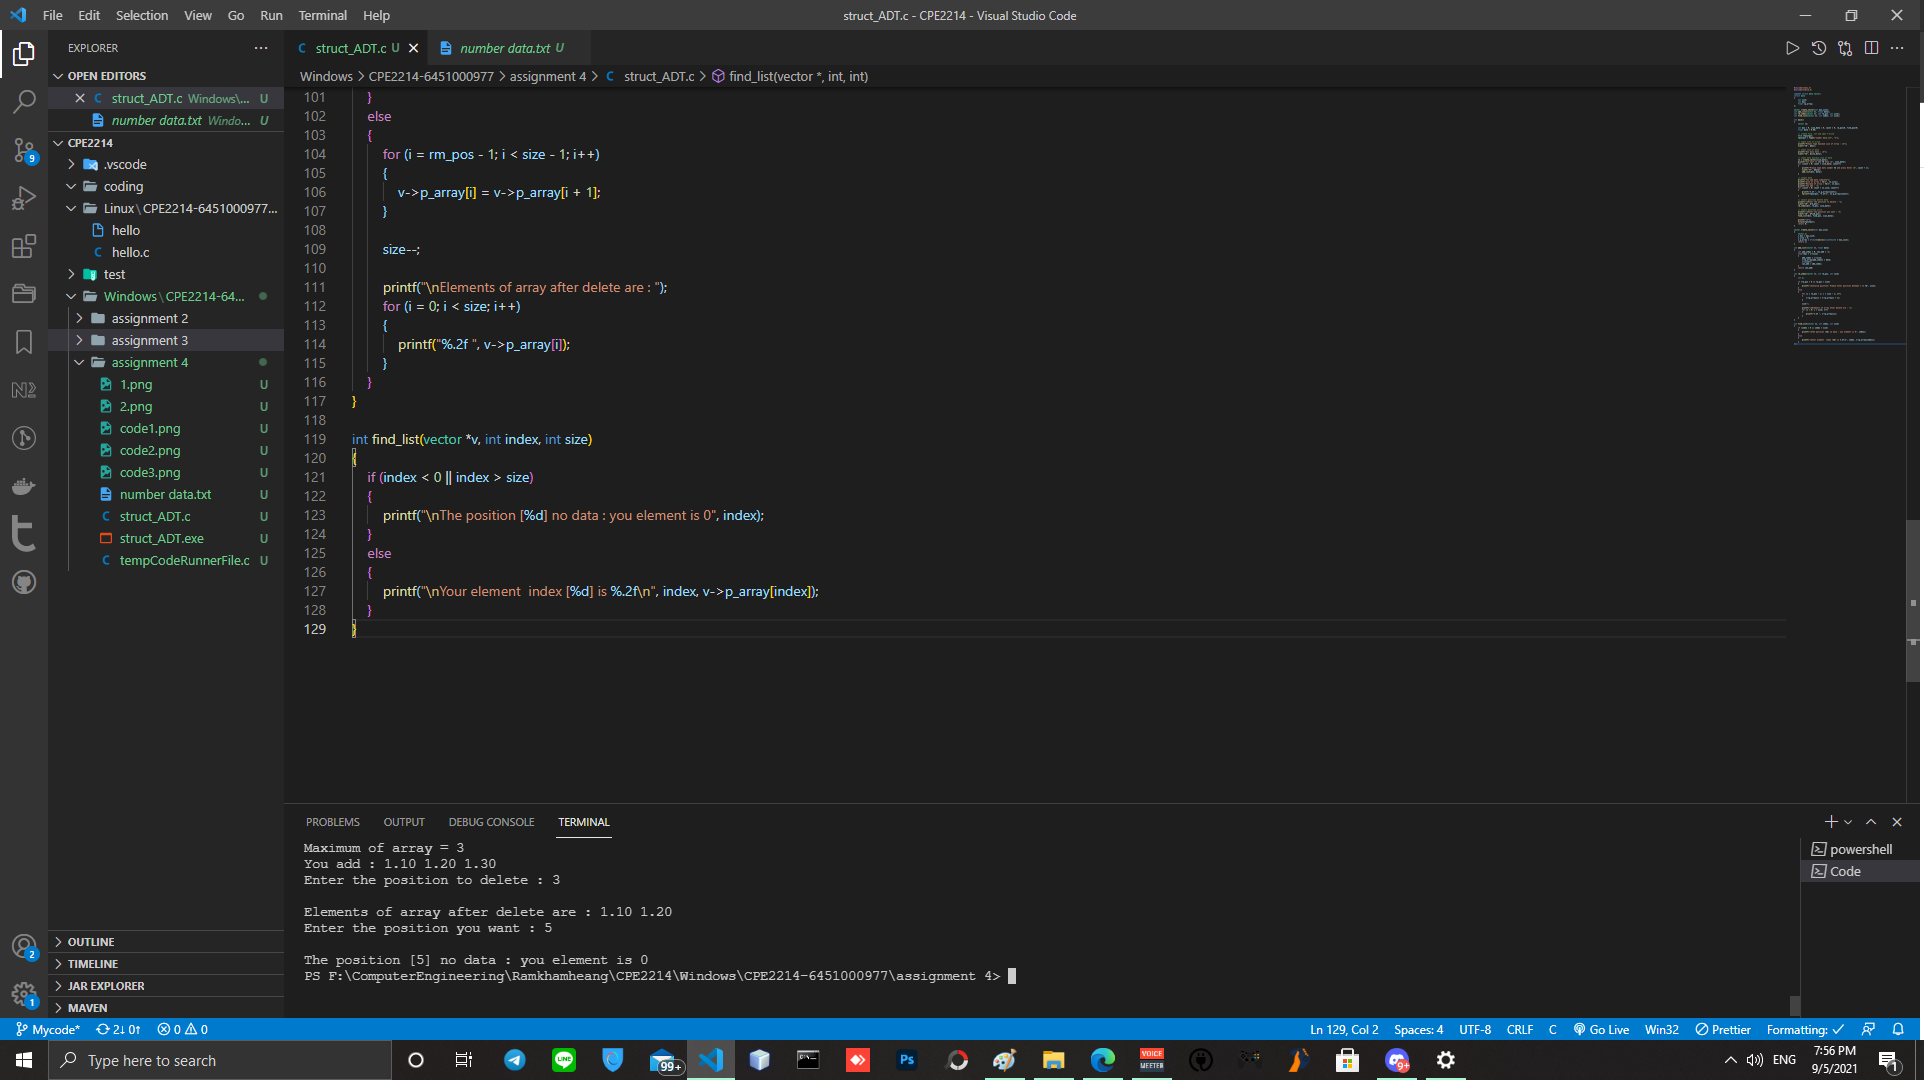 File Edit Selection View Go Run Terminal Help
struct_ADT.c - CPE2214 - Visual Studio Code
EXPLORER
OPEN EDITORS
struct_ADT.c Windows\... U
number data.txt Windo... U
CPE2214
.vscode
coding
Linux\CPE2214-6451000977...
hello
hello.c
test
Windows\CPE2214-64...
assignment 2
assignment 3
assignment 4
1.png U
2.png U
code1.png U
code2.png U
code3.png U
number data.txt U
struct_ADT.c U
struct_ADT.exe U
tempCodeRunnerFile.c U
OUTLINE
TIMELINE
JAR EXPLORER
MAVEN
9
2
1
struct_ADT.c U
number data.txt U
Windows > CPE2214-6451000977 > assignment 4 > C struct_ADT.c > find_list(vector *, int, int)
101 }
102 else
103 {
104 for (i = rm_pos - 1; i < size - 1; i++)
105 {
106 v->p_array[i] = v->p_array[i + 1];
107 }
108
109 size--;
110
111 printf("\nElements of array after delete are : ");
112 for (i = 0; i < size; i++)
113 {
114 printf("%.2f ", v->p_array[i]);
115 }
116 }
117 }
118
119 int find_list(vector *v, int index, int size)
120 {
121 if (index < 0 || index > size)
122 {
123 printf("\nThe position [%d] no data : you element is 0", index);
124 }
125 else
126 {
127 printf("\nYour element  index [%d] is %.2f\n", index, v->p_array[index]);
128 }
129 }
PROBLEMS OUTPUT DEBUG CONSOLE TERMINAL
Maximum of array = 3
You add : 1.10 1.20 1.30
Enter the position to delete : 3
Elements of array after delete are : 1.10 1.20
Enter the position you want : 5
The position [5] no data : you element is 0
PS F:\ComputerEngineering\Ramkhamheang\CPE2214\Windows\CPE2214-6451000977\assignment 4>
powershell
Code
Mycode* 2↓ 0↑ 0 0
Ln 129, Col 2 Spaces: 4 UTF-8 CRLF C Go Live Win32 Prettier Formatting: ✓
Type here to search
99+
Ps
VOICE
MEETER
9+
ENG
7:56 PM
9/5/2021
1